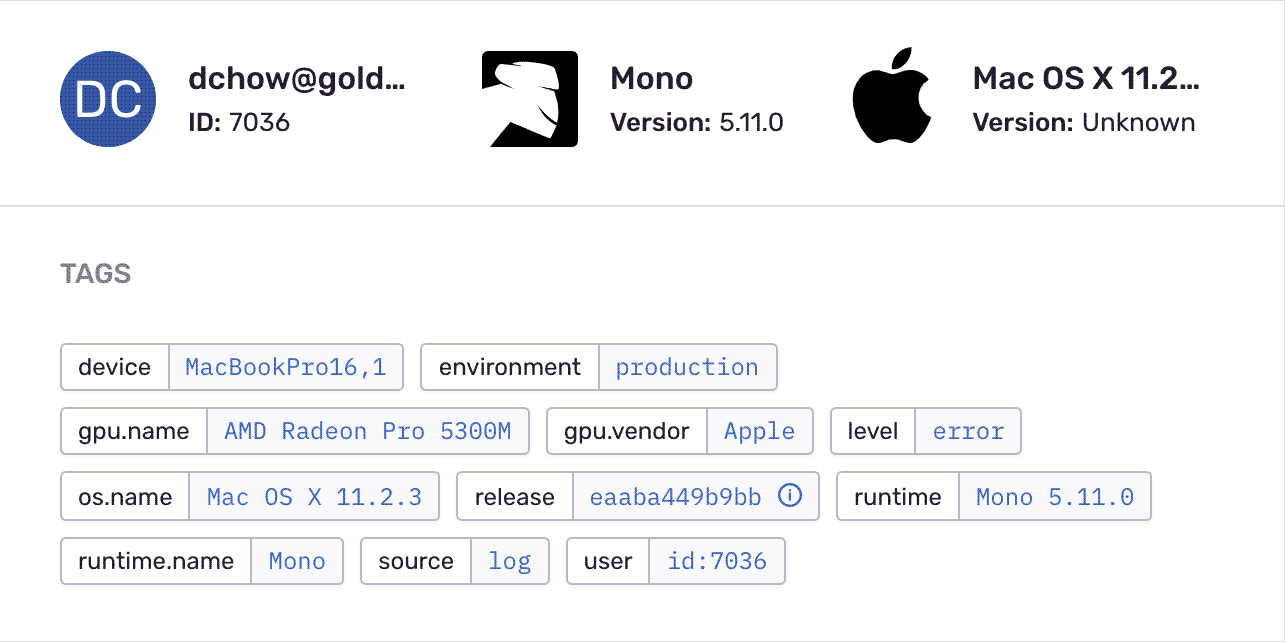 DC dchow@gold... Mono Mac OS X 11.2...
ID: 7036 Version: 5.11.0 Version: Unknown
TAGS
device MacBookPro16,1 environment production
gpu.name AMD Radeon Pro 5300M gpu.vendor Apple level error
os.name Mac OS X 11.2.3 release eaaba449b9bb runtime Mono 5.11.0
runtime.name Mono source log user id:7036